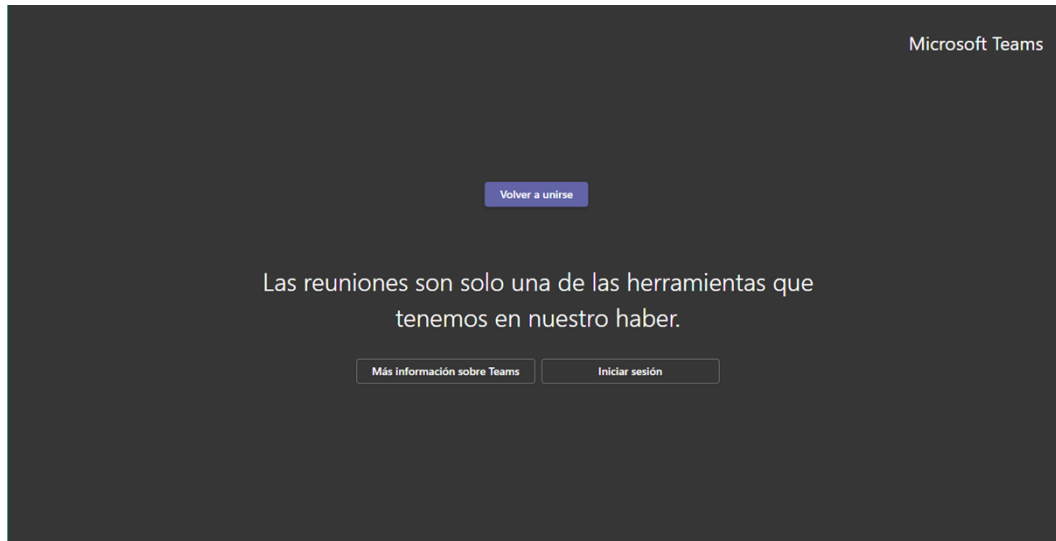 Microsoft Teams
Volver a unirse
Las reuniones son solo una de las herramientas que
tenemos en nuestro haber.
Más información sobre Teams
Iniciar sesión